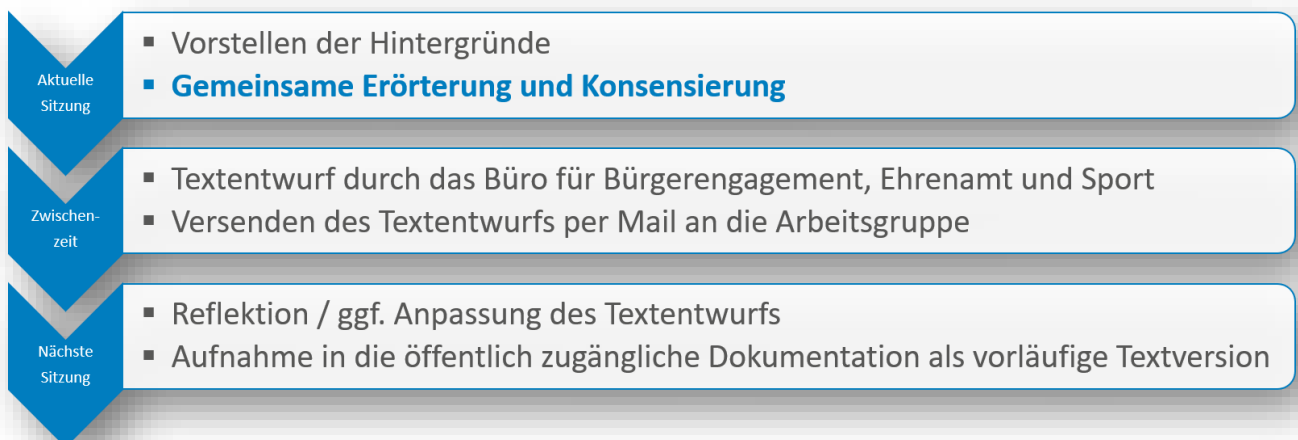 Aktuelle
Sitzung
▪ Vorstellen der Hintergründe
▪ Gemeinsame Erörterung und Konsensierung
Zwischen-
zeit
▪ Textentwurf durch das Büro für Bürgerengagement, Ehrenamt und Sport
▪ Versenden des Textentwurfs per Mail an die Arbeitsgruppe
Nächste
Sitzung
▪ Reflektion / ggf. Anpassung des Textentwurfs
▪ Aufnahme in die öffentlich zugängliche Dokumentation als vorläufige Textversion